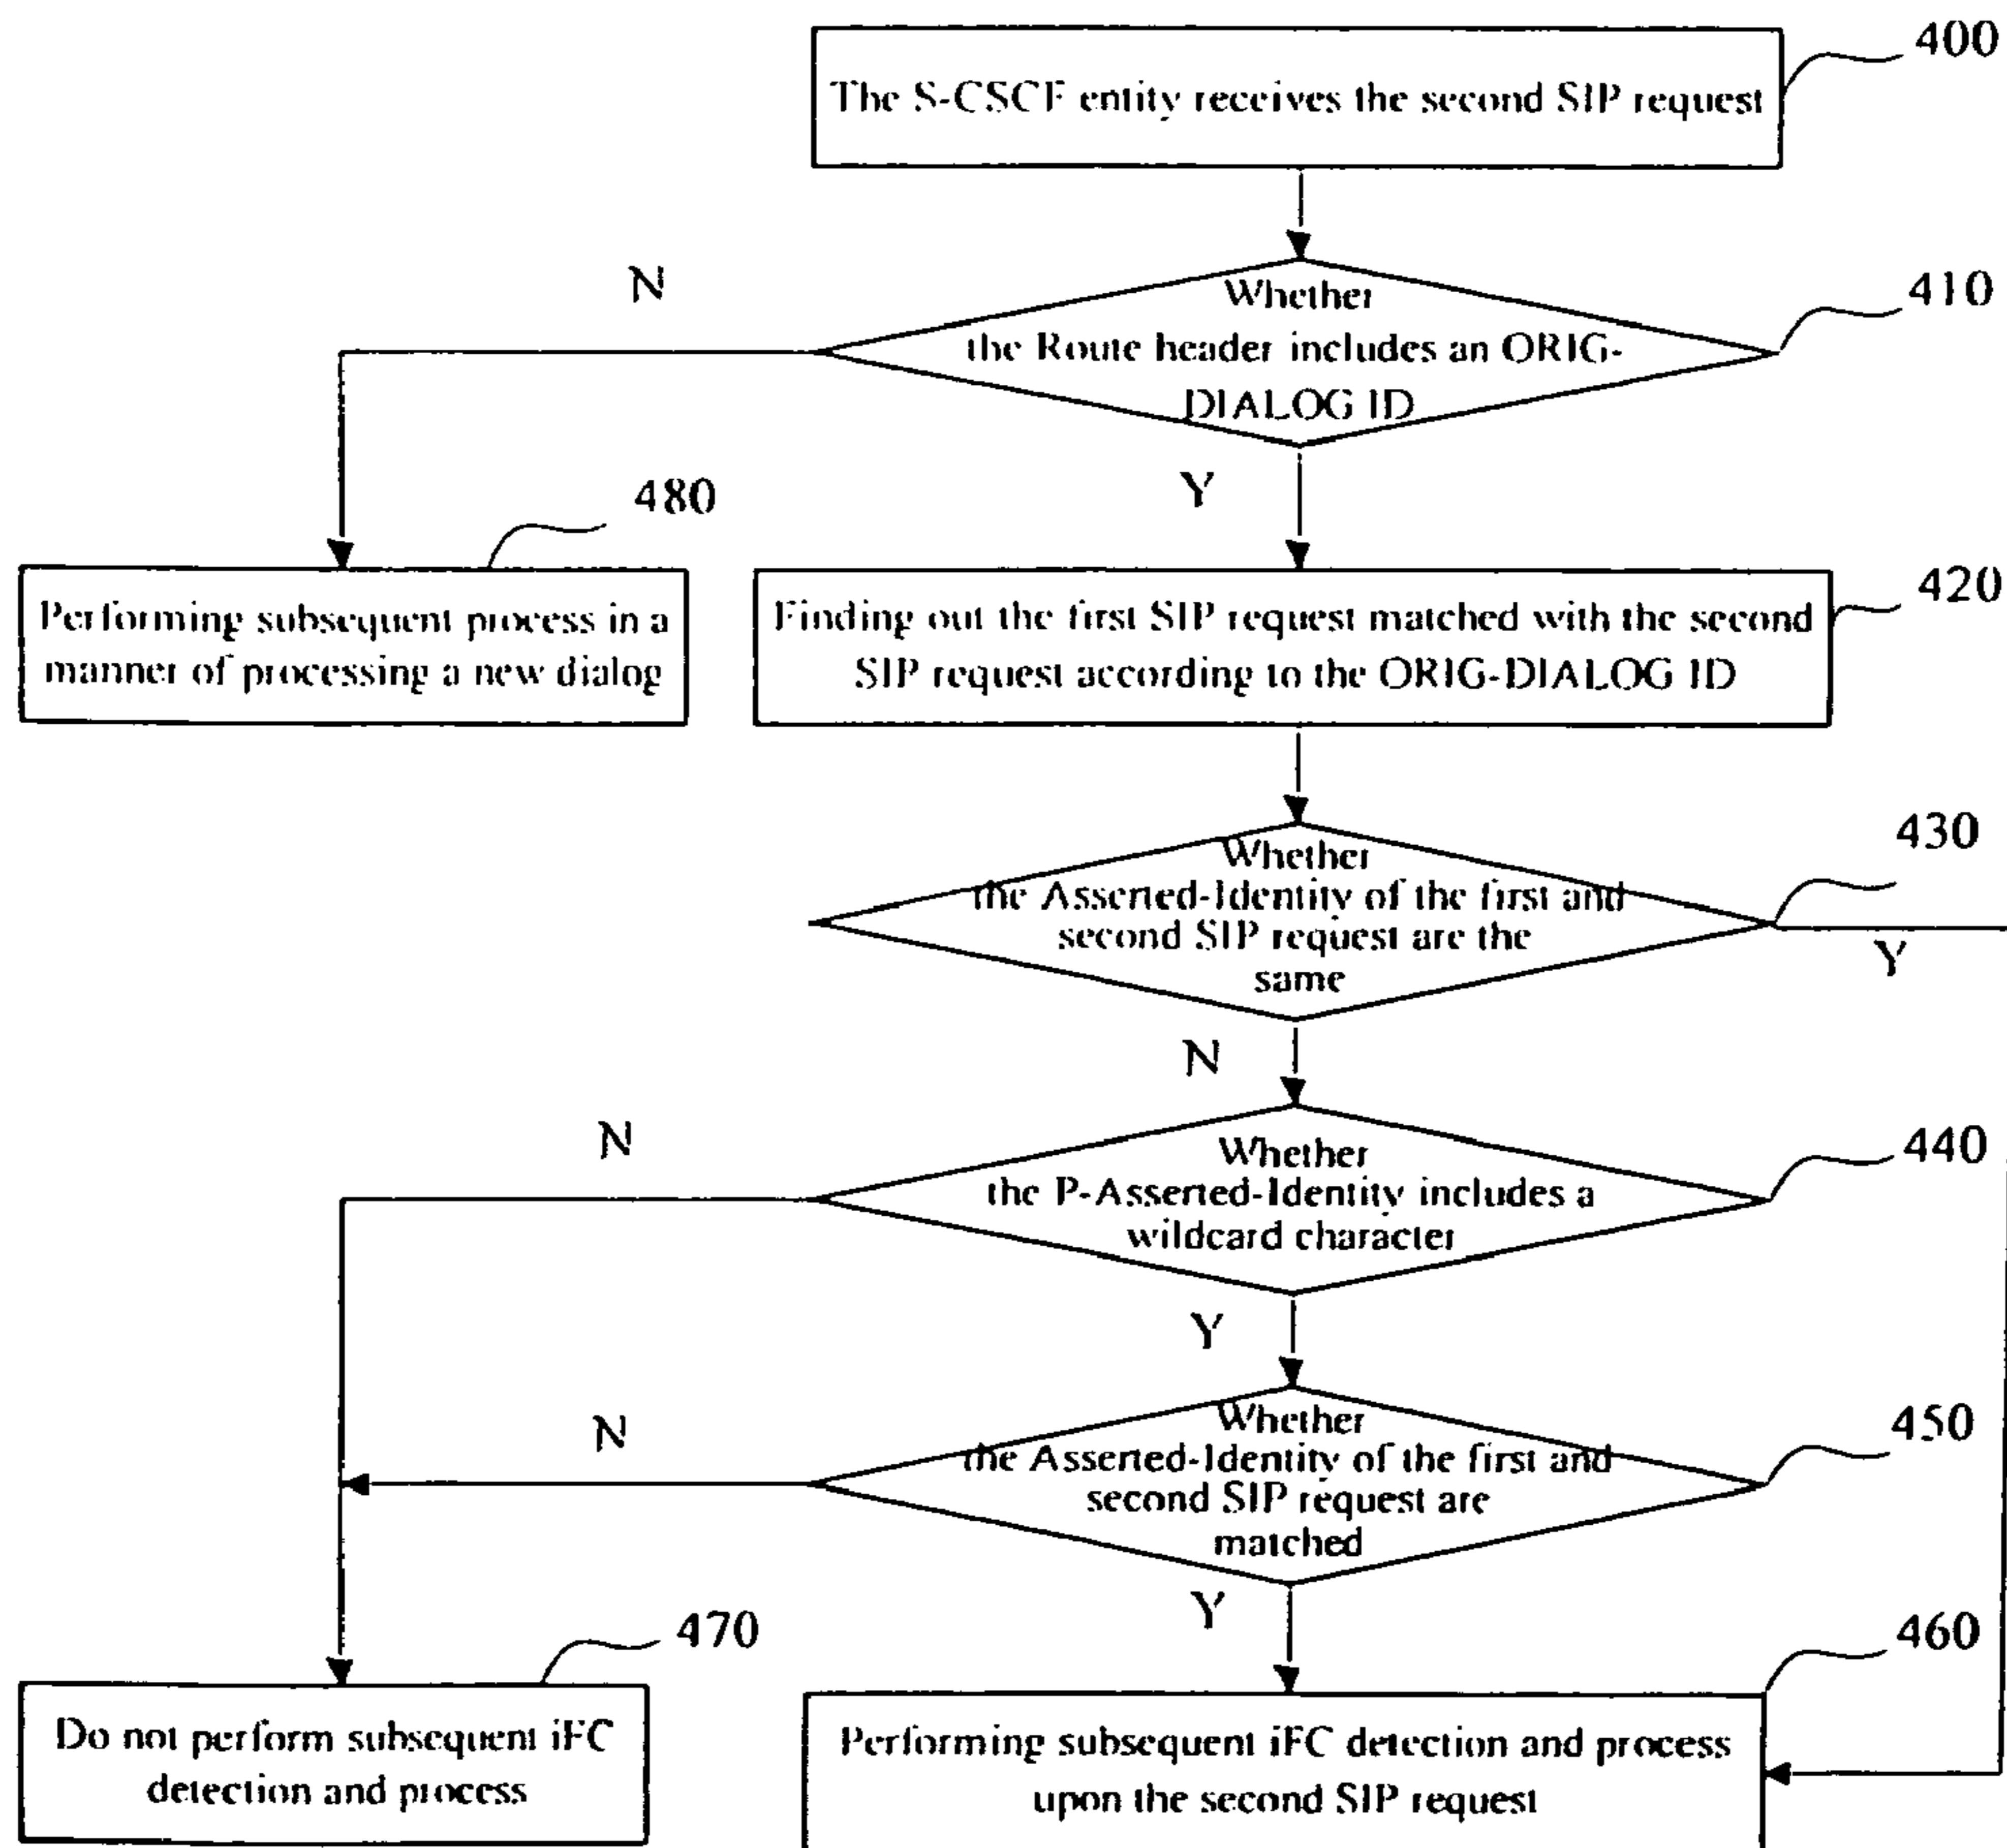 400
The S-CSCF entity receives the second SIP request
N
410
Whether
the Route header includes an ORIG-
DIALOG ID
480
Y
420
Performing subsequent process in a
manner of processing a new dialog
Finding out the first SIP request matched with the second
SIP request according to the ORIG-DIALOG ID
430
Whether
the Asserted-Identity of the first and
second SIP request are the
same
Y
N
N
440
Whether
the P-Asserted-Identity includes a
wildcard character
Y
N
450
Whether
the Asserted-Identity of the first and
second SIP request are
matched
Y
470
460
Do not perform subsequent iFC
detection and process
Performing subsequent iFC detection and process
upon the second SIP request